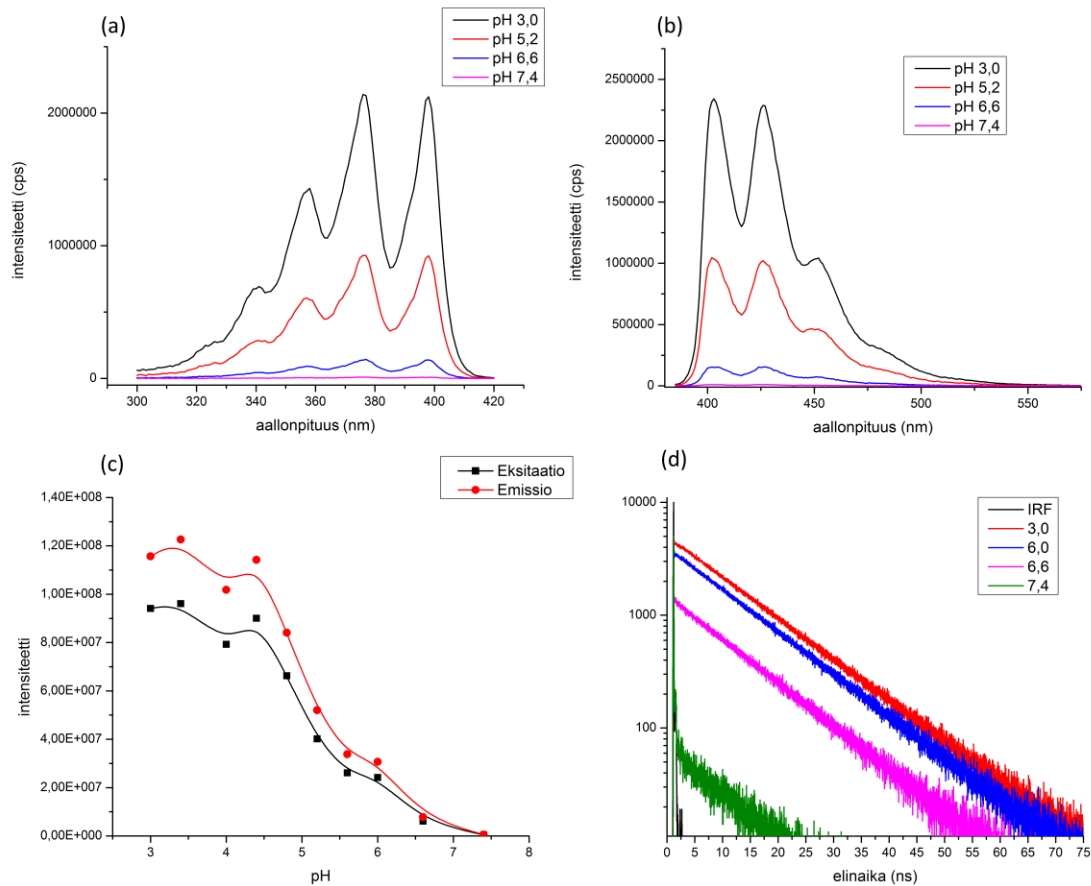 (a)
pH 3,0
pH 5,2
pH 6,6
pH 7,4
intensiteetti (cps)
2000000
1000000
0
300 320 340 360 380 400 420
aallonpituus (nm)
(b)
pH 3,0
pH 5,2
pH 6,6
pH 7,4
intensiteetti (cps)
2500000
2000000
1500000
1000000
500000
0
400 450 500 550
aallonpituus (nm)
(c)
Eksitaatio
Emissio
intensiteetti
1,40E+008
1,20E+008
1,00E+008
8,00E+007
6,00E+007
4,00E+007
2,00E+007
0,00E+000
3 4 5 6 7 8
pH
(d)
IRF
3,0
6,0
6,6
7,4
10000
1000
100
0 5 10 15 20 25 30 35 40 45 50 55 60 65 70 75
elinaika (ns)